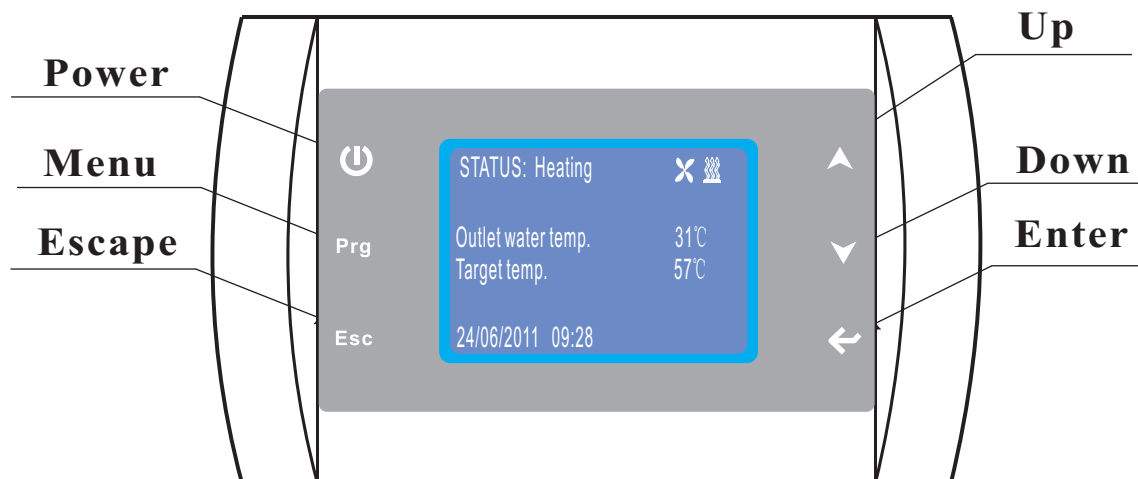 Up
Power
Menu
Down
Escape
Enter
Prg
Esc
STATUS: Heating
Outlet water temp. 31℃
Target temp. 57℃
24/06/2011 09:28